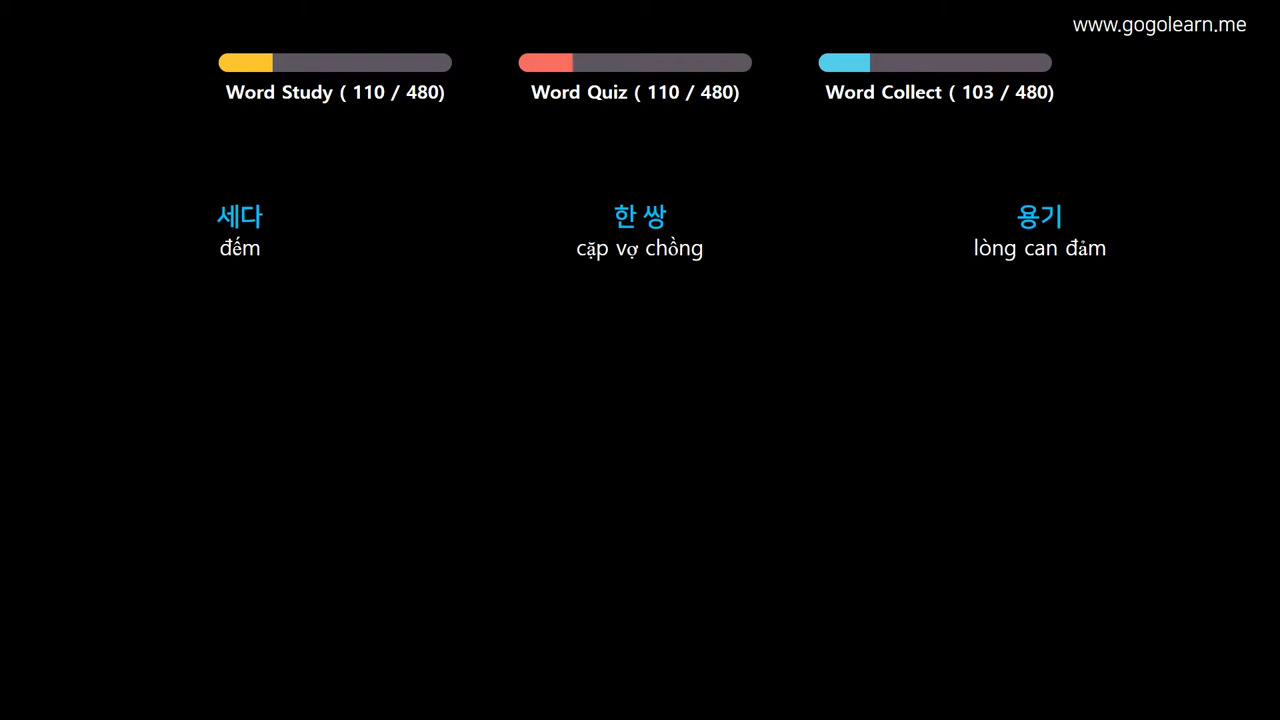 www.gogolearn.me
Word Study ( 110 / 480)
Word Quiz ( 110 / 480)
Word Collect ( 103 / 480)
세다
đếm
한 쌍
cặp vợ chồng
용기
lòng can đảm